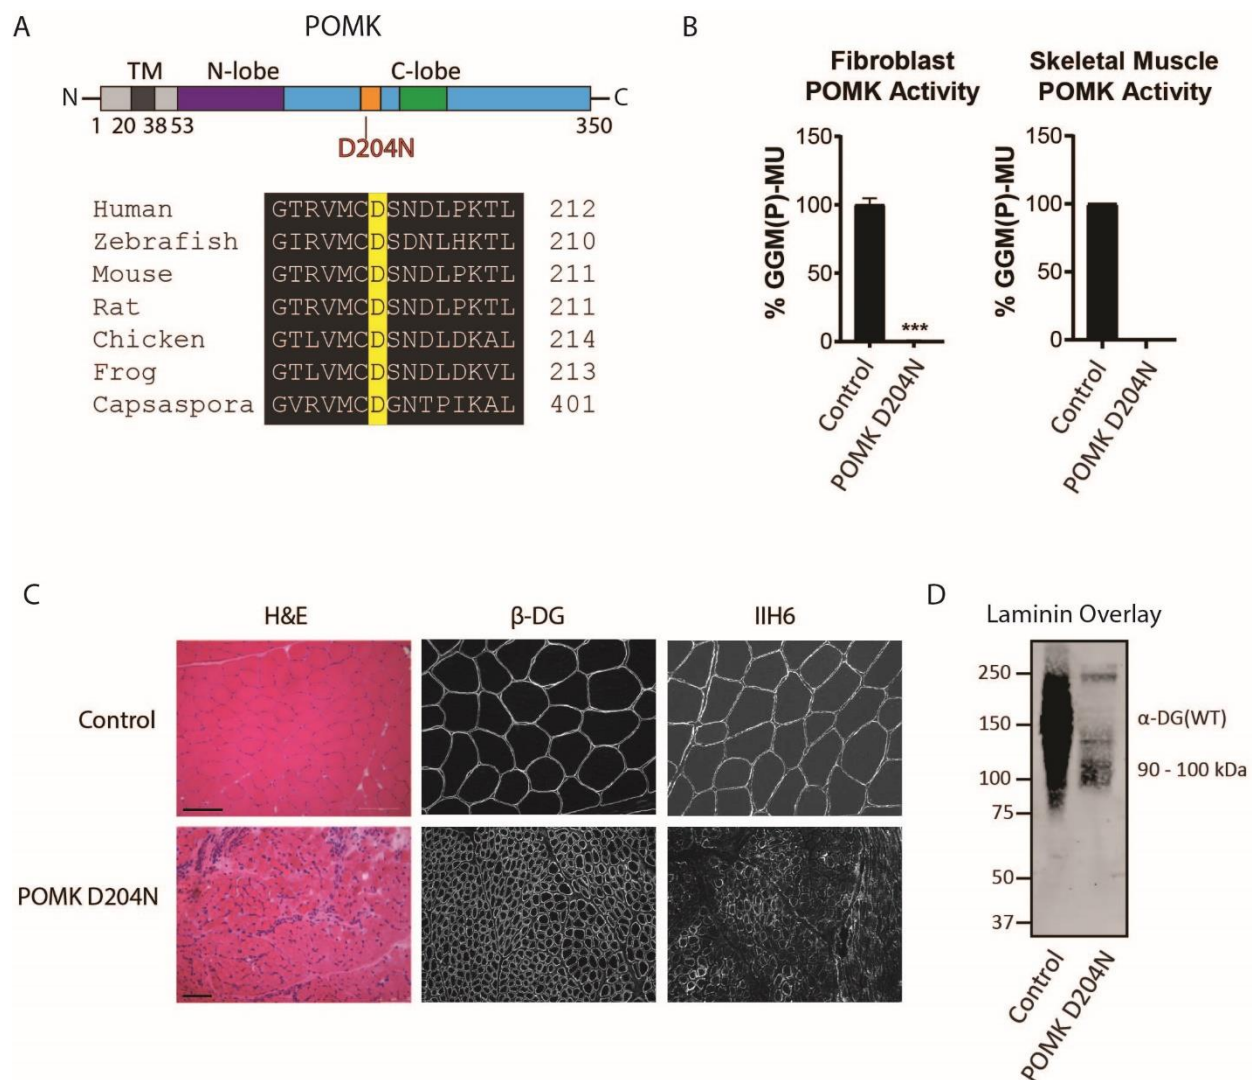 A
POMK
TM N-lobe C-lobe
N C
1 20 38 53 350
D204N
Human GTRVMCDSNDLPKTL 212
Zebrafish GIRVMCDSDNLHKTL 210
Mouse GTRVMCDSNDLPKTL 211
Rat GTRVMCDSNDLPKTL 211
Chicken GTLVMCDSNDLDKAL 214
Frog GTLVMCDSNDLDKVL 213
Capsaspora GVRVMCDGNTPIKAL 401
B
Fibroblast
POMK Activity
% GGM(P)-MU
150
100
50
0
***
Control
POMK D204N
Skeletal Muscle
POMK Activity
% GGM(P)-MU
150
100
50
0
Control
POMK D204N
C
H&E β-DG IIH6
Control
POMK D204N
D
Laminin Overlay
250
150 α-DG(WT)
100 90 - 100 kDa
75
50
37
Control
POMK D204N